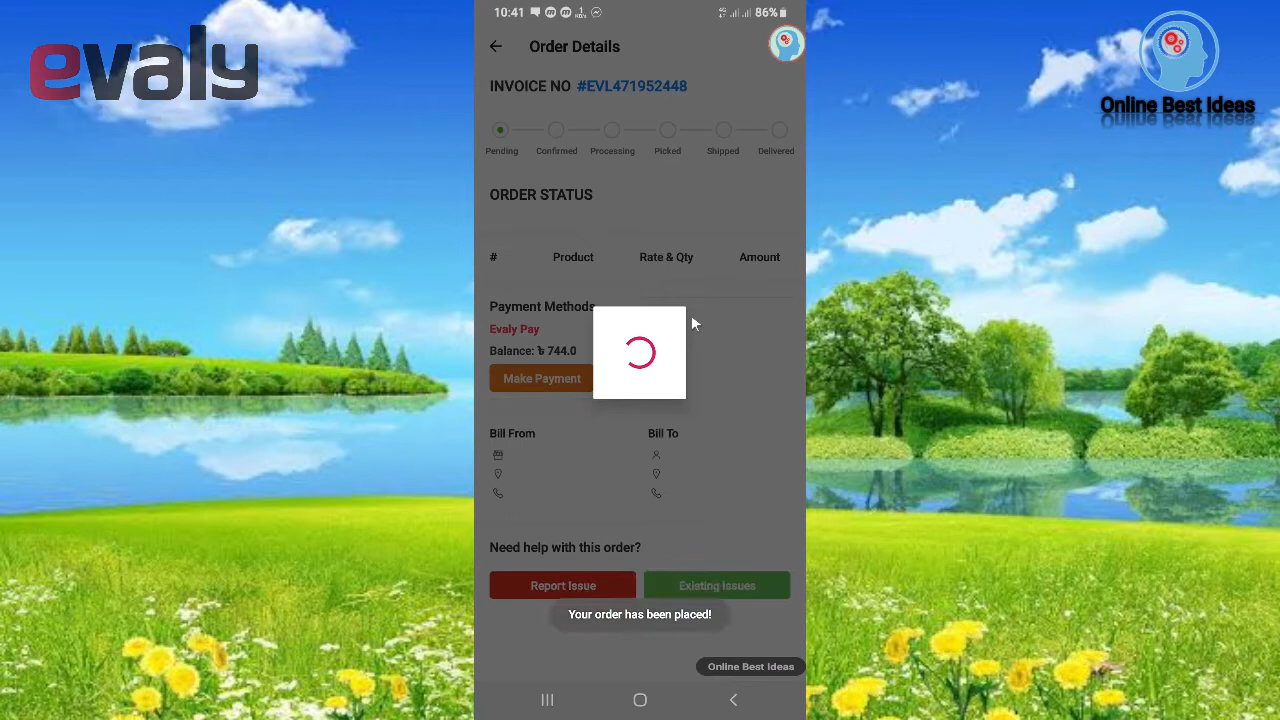 evaly
Online Best Ideas
10:41
4G
86%
Order Details
INVOICE NO #EVL471952448
Pending Confirmed Processing Picked Shipped Delivered
ORDER STATUS
# Product Rate & Qty Amount
Payment Methods
Evaly Pay
Balance: ৳ 744.0
Make Payment
Bill From Bill To
Need help with this order?
Report Issue Existing Issues
Your order has been placed!
Online Best Ideas